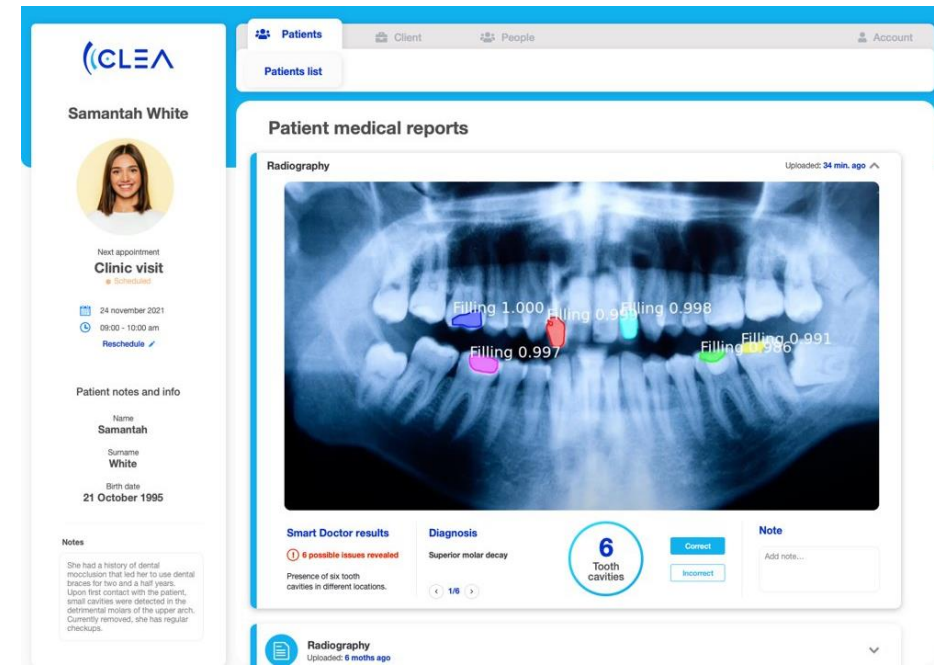 CLEA
Samantah White
Next appointment
Clinic visit
Scheduled
24 november 2021
09:00 - 10:00 am
Reschedule
Patient notes and info
Name
Samantah
Surname
White
Birth date
21 October 1995
Notes
She had a history of dental
mocclusion that led her to use dental
braces for two and a half years.
Upon first contact with the patient,
small cavities were detected in the
detrimental molars of the upper arch.
Currently removed, she has regular
checkups.
Patients
Client
People
Account
Patients list
Patient medical reports
Radiography
Uploaded: 34 min. ago
Filling 1.000
Filling 0.99
Filling 0.998
Filling 0.997
Filling 0.986
Filling 0.991
Smart Doctor results
6 possible issues revealed
Presence of six tooth
cavities in different locations.
Diagnosis
Superior molar decay
1/6
6
Tooth
cavities
Correct
Incorrect
Note
Add note...
Radiography
Uploaded: 6 moths ago